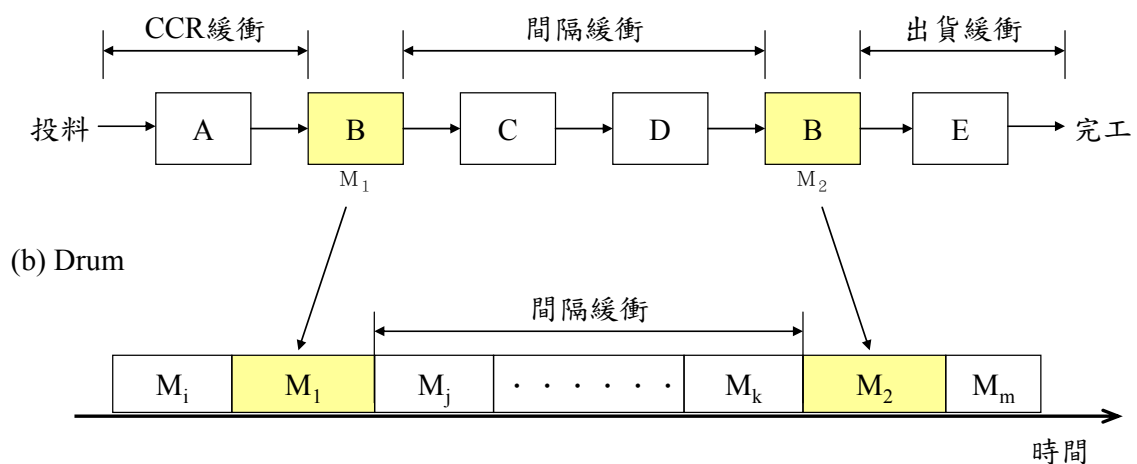 CCR緩衝 間隔緩衝 出貨緩衝
投料 A B C D B E 完工
M1 M2
(b) Drum
間隔緩衝
Mi M1 Mj ‧‧‧‧‧‧ Mk M2 Mm
時間